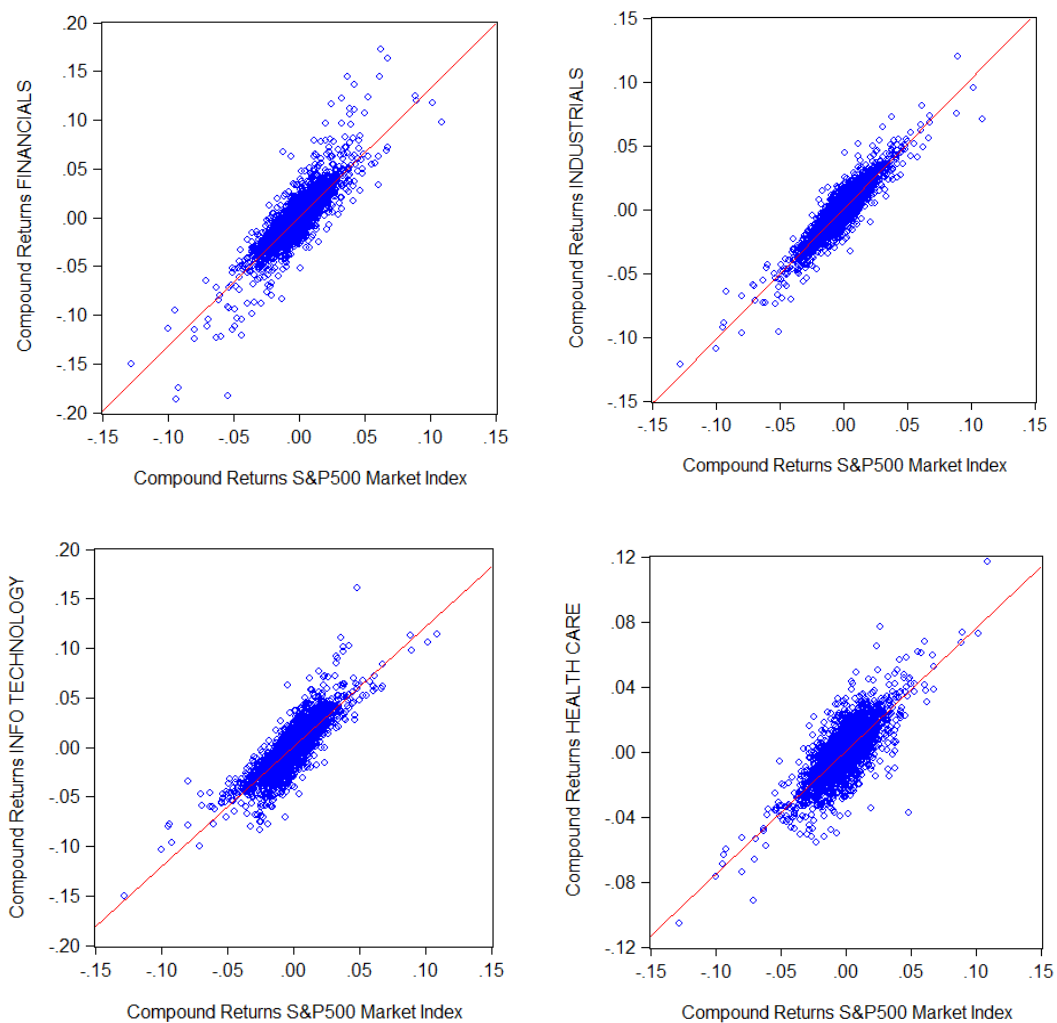 .20
.15
.10
.05
.00
-.05
-.10
-.15
-.20
Compound Returns FINANCIALS
-.15 -.10 -.05 .00 .05 .10 .15
Compound Returns S&P500 Market Index
.15
.10
.05
.00
-.05
-.10
-.15
Compound Returns INDUSTRIALS
-.15 -.10 -.05 .00 .05 .10 .15
Compound Returns S&P500 Market Index
.20
.15
.10
.05
.00
-.05
-.10
-.15
-.20
Compound Returns INFO TECHNOLOGY
-.15 -.10 -.05 .00 .05 .10 .15
Compound Returns S&P500 Market Index
.12
.08
.04
.00
-.04
-.08
-.12
Compound Returns HEALTH CARE
-.15 -.10 -.05 .00 .05 .10 .15
Compound Returns S&P500 Market Index